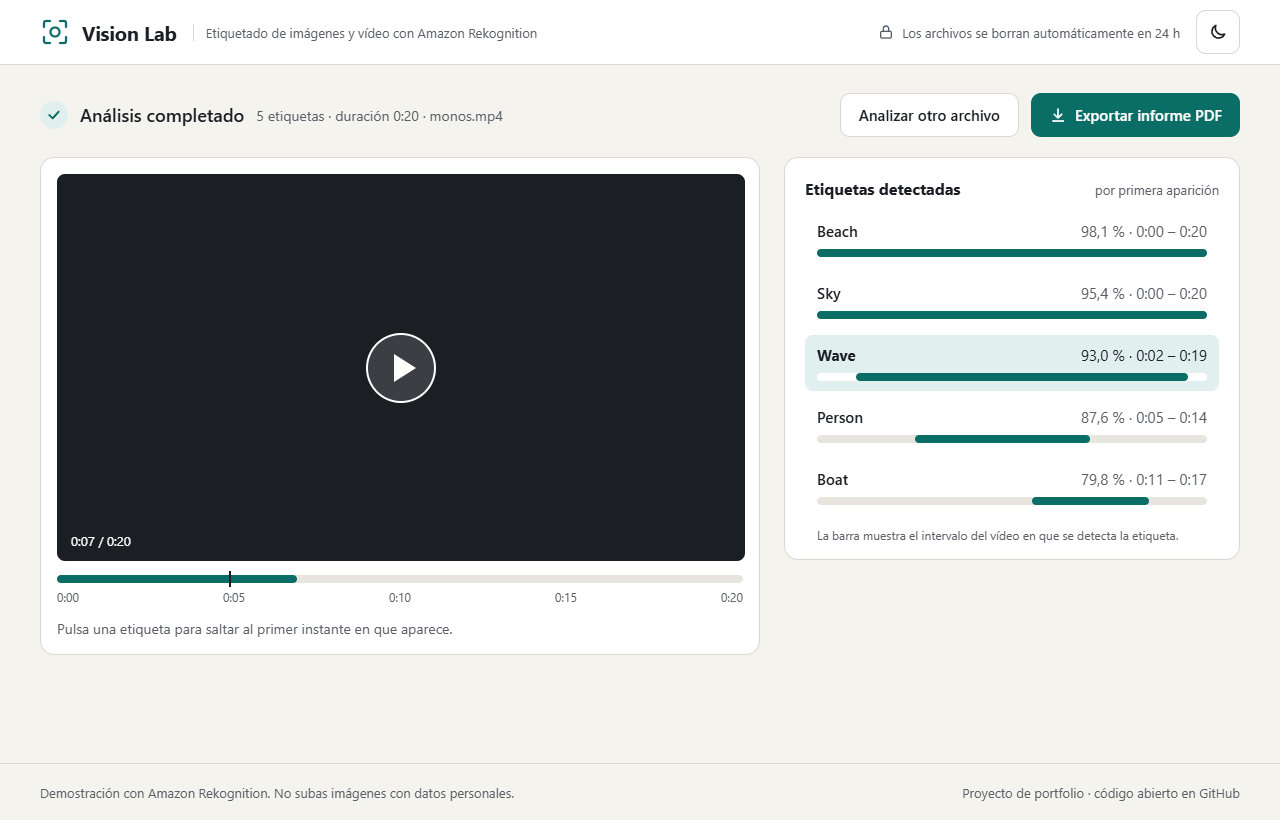 Vision Lab
Etiquetado de imágenes y vídeo con Amazon Rekognition
Los archivos se borran automáticamente en 24 h
Análisis completado
5 etiquetas · duración 0:20 · monos.mp4
Analizar otro archivo
Exportar informe PDF
0:07 / 0:20
0:00
0:05
0:10
0:15
0:20
Pulsa una etiqueta para saltar al primer instante en que aparece.
Etiquetas detectadas
por primera aparición
Beach
98,1 % · 0:00 – 0:20
Sky
95,4 % · 0:00 – 0:20
Wave
93,0 % · 0:02 – 0:19
Person
87,6 % · 0:05 – 0:14
Boat
79,8 % · 0:11 – 0:17
La barra muestra el intervalo del vídeo en que se detecta la etiqueta.
Demostración con Amazon Rekognition. No subas imágenes con datos personales.
Proyecto de portfolio · código abierto en GitHub